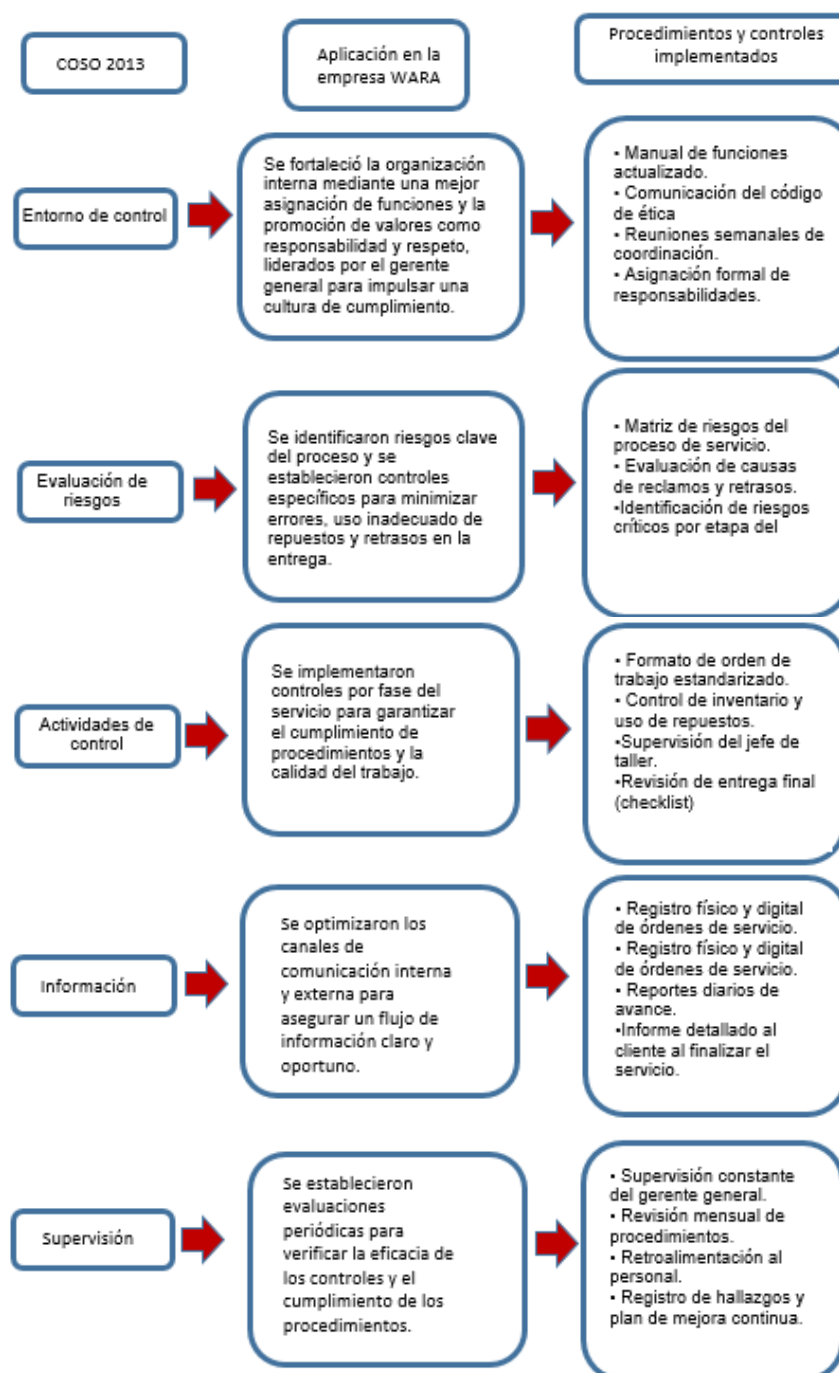 COSO 2013
Aplicación en la
empresa WARA
Procedimientos y controles
implementados
Entorno de control
Se fortaleció la organización
interna mediante una mejor
asignación de funciones y la
promoción de valores como
responsabilidad y respeto,
liderados por el gerente
general para impulsar una
cultura de cumplimiento.
▪ Manual de funciones
actualizado.
▪ Comunicación del código
de ética
▪ Reuniones semanales de
coordinación.
▪ Asignación formal de
responsabilidades.
Evaluación de
riesgos
Se identificaron riesgos clave
del proceso y se
establecieron controles
específicos para minimizar
errores, uso inadecuado de
repuestos y retrasos en la
entrega.
▪ Matriz de riesgos del
proceso de servicio.
▪ Evaluación de causas
de reclamos y retrasos.
▪Identificación de riesgos
críticos por etapa del
Actividades de
control
Se implementaron
controles por fase del
servicio para garantizar
el cumplimiento de
procedimientos y la
calidad del trabajo.
▪ Formato de orden de
trabajo estandarizado.
▪ Control de inventario y
uso de repuestos.
▪Supervisión del jefe de
taller.
▪Revisión de entrega final
(checklist)
Información
Se optimizaron los
canales de
comunicación interna
y externa para
asegurar un flujo de
información claro y
oportuno.
▪ Registro físico y digital
de órdenes de servicio.
▪ Registro físico y digital
de órdenes de servicio.
▪ Reportes diarios de
avance.
▪Informe detallado al
cliente al finalizar el
servicio.
Supervisión
Se establecieron
evaluaciones
periódicas para
verificar la eficacia de
los controles y el
cumplimiento de los
procedimientos.
▪ Supervisión constante
del gerente general.
▪ Revisión mensual de
procedimientos.
▪ Retroalimentación al
personal.
▪ Registro de hallazgos y
plan de mejora continua.